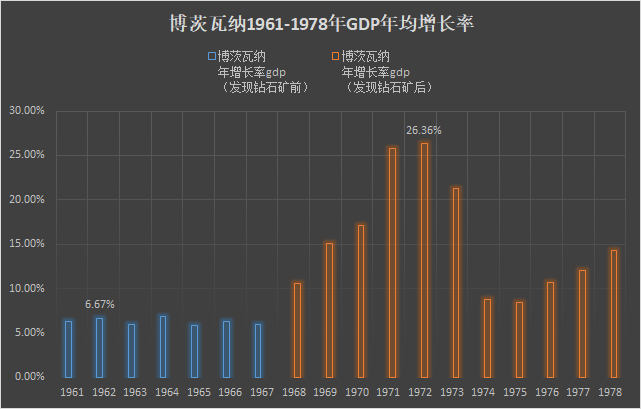 博茨瓦纳1961-1978年GDP年均增长率
博茨瓦纳
年增长率gdp
（发现钻石矿前）
博茨瓦纳
年增长率gdp
（发现钻石矿后）
30.00%
26.36%
25.00%
20.00%
15.00%
10.00%
6.67%
5.00%
0.00%
1961 1962 1963 1964 1965 1966 1967 1968 1969 1970 1971 1972 1973 1974 1975 1976 1977 1978